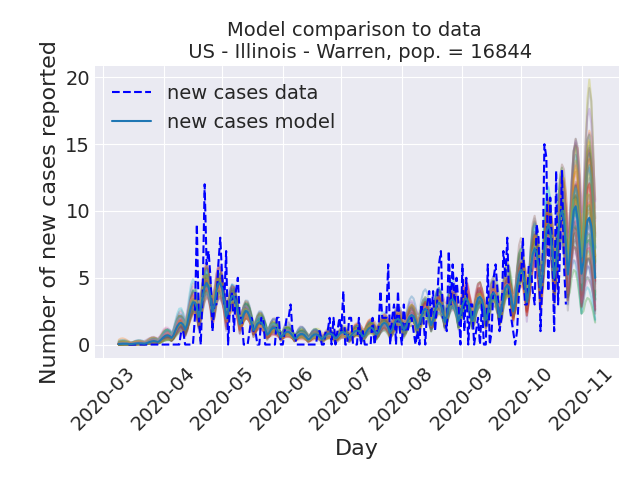 Model comparison to data
US - Illinois - Warren, pop. = 16844
Number of new cases reported
20
15
10
5
0
new cases data
new cases model
2020-03
2020-04
2020-05
2020-06
2020-07
2020-08
2020-09
2020-10
2020-11
Day